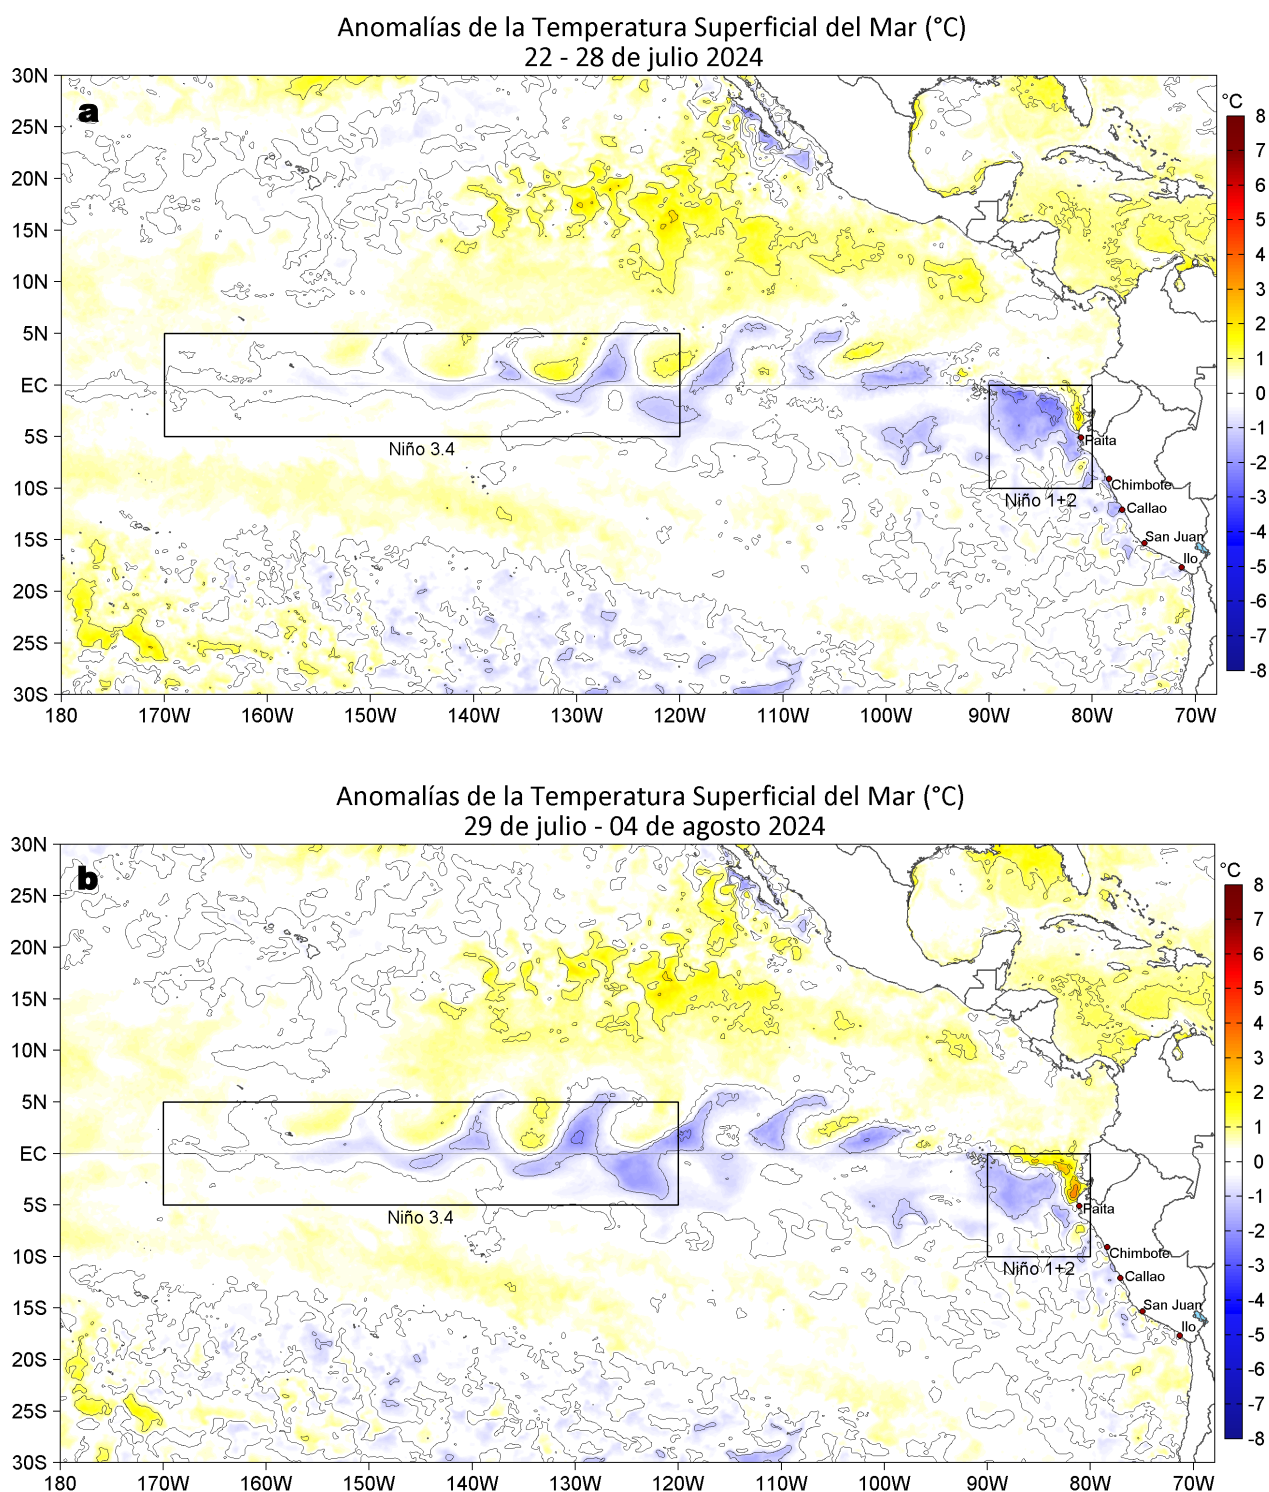 Anomalías de la Temperatura Superficial del Mar (°C)
22 - 28 de julio 2024
a
30N
25N
20N
15N
10N
5N
EC
5S
10S
15S
20S
25S
30S
180
170W
160W
150W
140W
130W
120W
110W
100W
90W
80W
70W
Niño 3.4
Niño 1+2
Paita
Chimbote
Callao
San Juan
Ilo
°C
8
7
6
5
4
3
2
1
0
-1
-2
-3
-4
-5
-6
-7
-8
Anomalías de la Temperatura Superficial del Mar (°C)
29 de julio - 04 de agosto 2024
b
30N
25N
20N
15N
10N
5N
EC
5S
10S
15S
20S
25S
30S
180
170W
160W
150W
140W
130W
120W
110W
100W
90W
80W
70W
Niño 3.4
Niño 1+2
Paita
Chimbote
Callao
San Juan
Ilo
°C
8
7
6
5
4
3
2
1
0
-1
-2
-3
-4
-5
-6
-7
-8